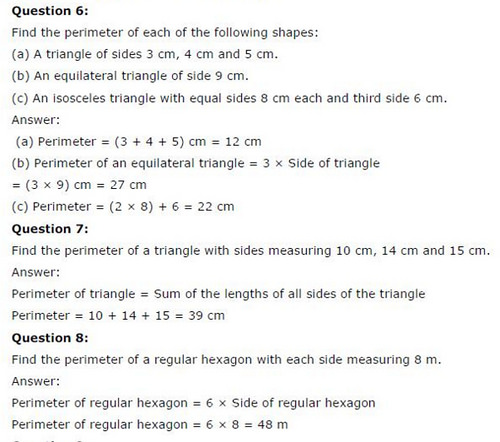 Question 6:
Find the perimeter of each of the following shapes:
(a) A triangle of sides 3 cm, 4 cm and 5 cm.
(b) An equilateral triangle of side 9 cm.
(c) An isosceles triangle with equal sides 8 cm each and third side 6 cm.
Answer:
(a) Perimeter = (3 + 4 + 5) cm = 12 cm
(b) Perimeter of an equilateral triangle = 3 × Side of triangle
= (3 × 9) cm = 27 cm
(c) Perimeter = (2 × 8) + 6 = 22 cm
Question 7:
Find the perimeter of a triangle with sides measuring 10 cm, 14 cm and 15 cm.
Answer:
Perimeter of triangle = Sum of the lengths of all sides of the triangle
Perimeter = 10 + 14 + 15 = 39 cm
Question 8:
Find the perimeter of a regular hexagon with each side measuring 8 m.
Answer:
Perimeter of regular hexagon = 6 × Side of regular hexagon
Perimeter of regular hexagon = 6 × 8 = 48 m